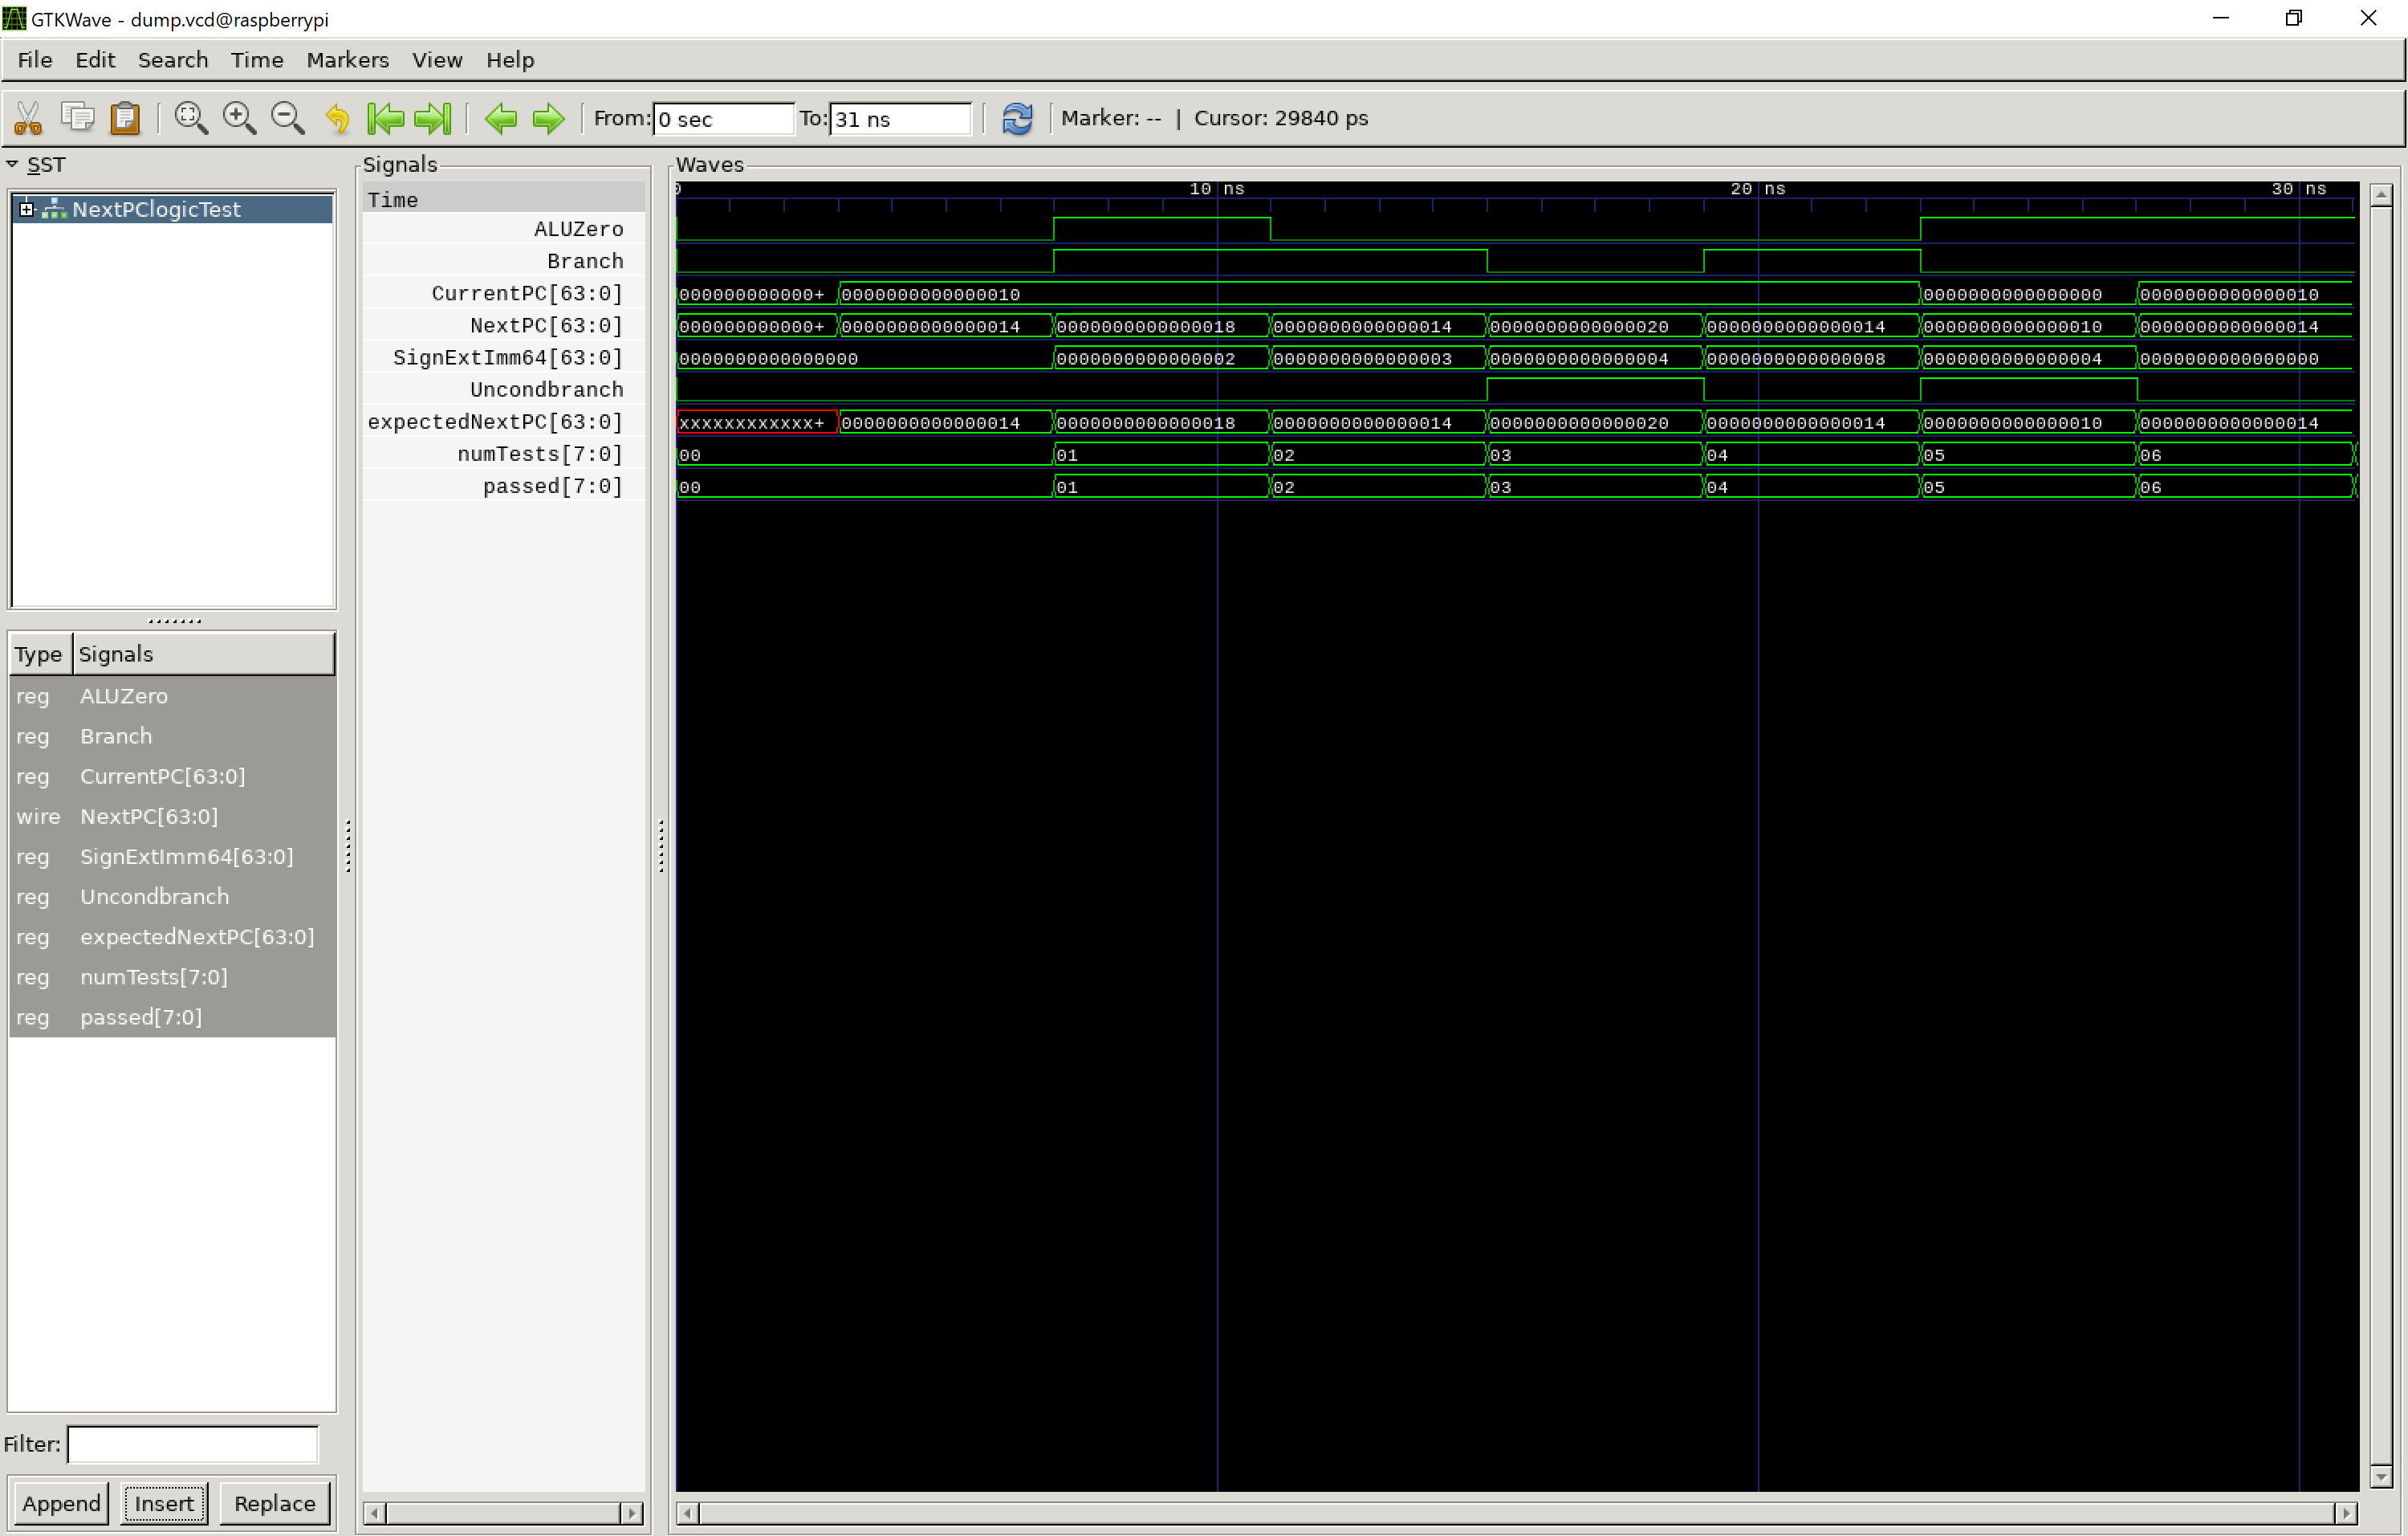 GTKWave - dump.vcd@raspberrypi
File Edit Search Time Markers View Help
From: 0 sec To: 31 ns Marker: -- | Cursor: 29840 ps
SST
NextPClogicTest
Type Signals
reg ALUZero
reg Branch
reg CurrentPC[63:0]
wire NextPC[63:0]
reg SignExtImm64[63:0]
reg Uncondbranch
reg expectedNextPC[63:0]
reg numTests[7:0]
reg passed[7:0]
Filter:
Append Insert Replace
Signals
Time
ALUZero
Branch
CurrentPC[63:0]
NextPC[63:0]
SignExtImm64[63:0]
Uncondbranch
expectedNextPC[63:0]
numTests[7:0]
passed[7:0]
Waves
0 10 ns 20 ns 30 ns
000000000000+ 0000000000000010 0000000000000000 0000000000000010
000000000000+ 0000000000000014 0000000000000018 0000000000000014 0000000000000020 0000000000000014 0000000000000010 0000000000000014
0000000000000000 0000000000000002 0000000000000003 0000000000000004 0000000000000008 0000000000000004 0000000000000000
xxxxxxxxxxxx+ 0000000000000014 0000000000000018 0000000000000014 0000000000000020 0000000000000014 0000000000000010 0000000000000014
00 01 02 03 04 05 06
00 01 02 03 04 05 06